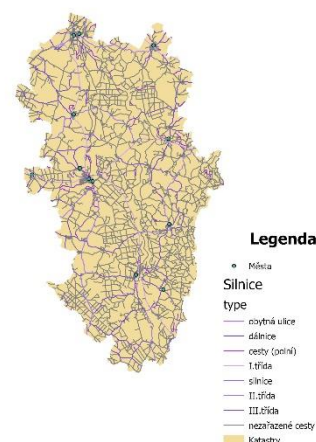 Legenda
Města
Silnice
type
obytná ulice
dálnice
cesty (polní)
I.třída
silnice
II.třída
III.třída
nezařazené cesty
Katastry